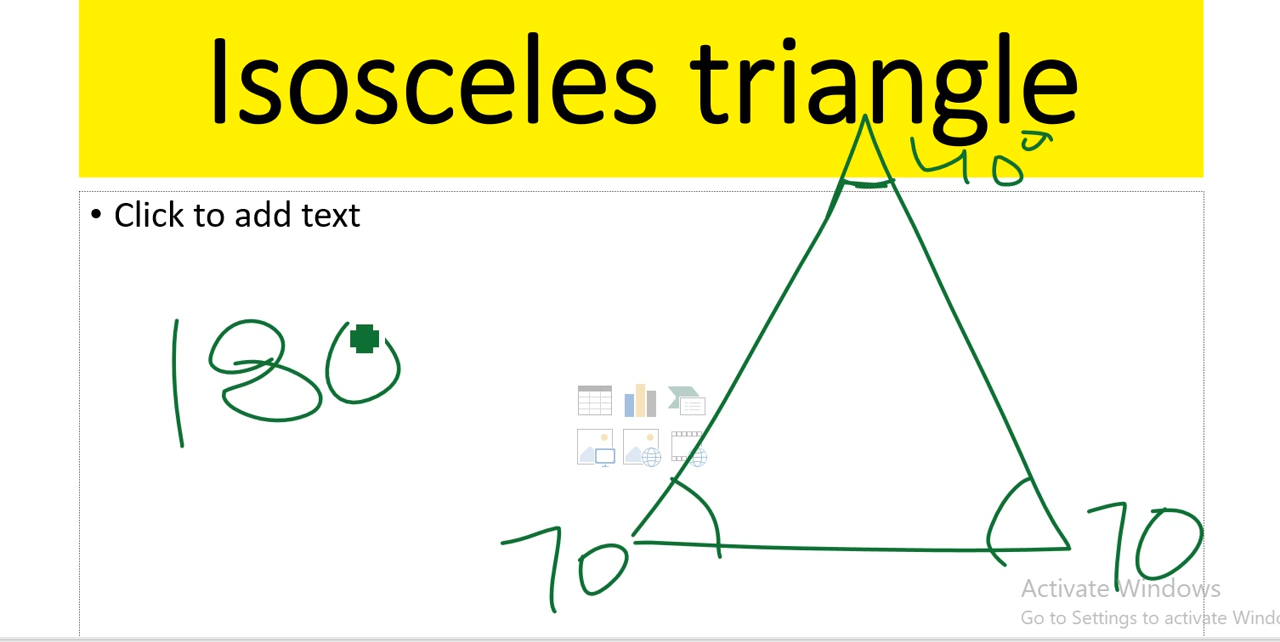 Isosceles triangle
40°
• Click to add text
180
70
70
Activate Windows
Go to Settings to activate Windo